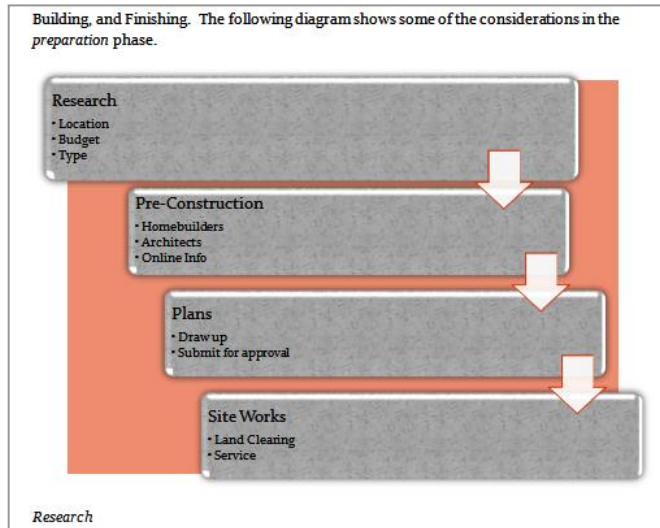 Building, and Finishing. The following diagram shows some of the considerations in the
preparation phase.
Research
• Location
• Budget
• Type
Pre-Construction
• Homebuilders
• Architects
• Online Info
Plans
• Draw up
• Submit for approval
Site Works
• Land Clearing
• Service
Research